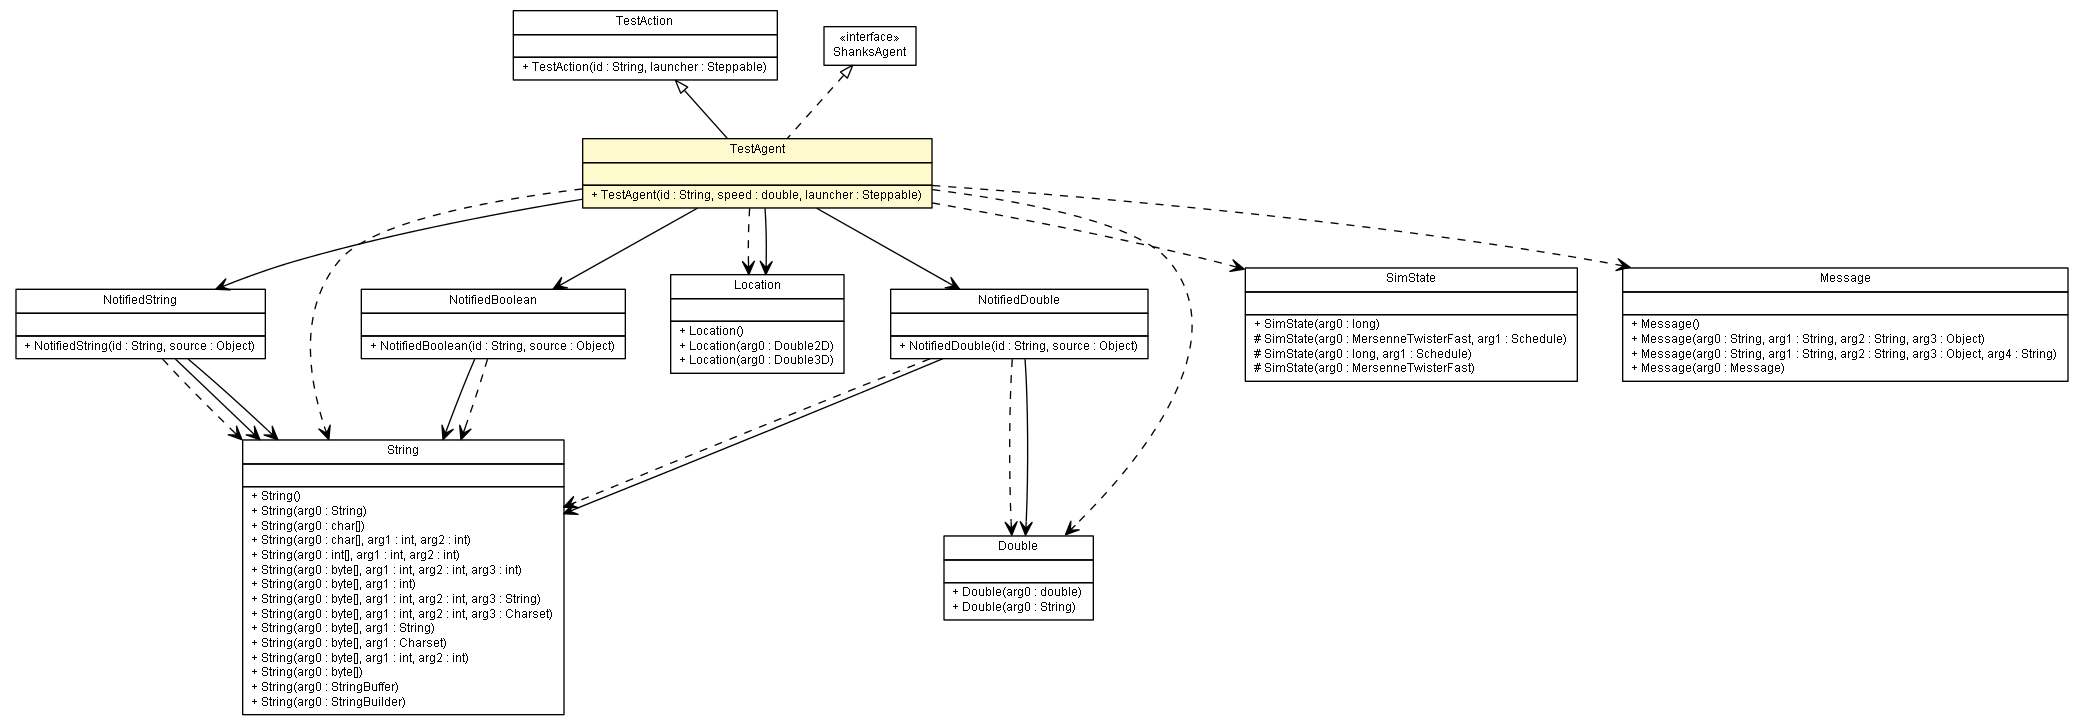 TestAction
+ TestAction(id : String, launcher : Steppable)
«interface»
ShanksAgent
TestAgent
+ TestAgent(id : String, speed : double, launcher : Steppable)
NotifiedString
+ NotifiedString(id : String, source : Object)
NotifiedBoolean
+ NotifiedBoolean(id : String, source : Object)
Location
+ Location()
+ Location(arg0 : Double2D)
+ Location(arg0 : Double3D)
NotifiedDouble
+ NotifiedDouble(id : String, source : Object)
SimState
+ SimState(arg0 : long)
# SimState(arg0 : MersenneTwisterFast, arg1 : Schedule)
# SimState(arg0 : long, arg1 : Schedule)
# SimState(arg0 : MersenneTwisterFast)
Message
+ Message()
+ Message(arg0 : String, arg1 : String, arg2 : String, arg3 : Object)
+ Message(arg0 : String, arg1 : String, arg2 : String, arg3 : Object, arg4 : String)
+ Message(arg0 : Message)
String
+ String()
+ String(arg0 : String)
+ String(arg0 : char[])
+ String(arg0 : char[], arg1 : int, arg2 : int)
+ String(arg0 : int[], arg1 : int, arg2 : int)
+ String(arg0 : byte[], arg1 : int, arg2 : int, arg3 : int)
+ String(arg0 : byte[], arg1 : int)
+ String(arg0 : byte[], arg1 : int, arg2 : int, arg3 : String)
+ String(arg0 : byte[], arg1 : int, arg2 : int, arg3 : Charset)
+ String(arg0 : byte[], arg1 : String)
+ String(arg0 : byte[], arg1 : Charset)
+ String(arg0 : byte[], arg1 : int, arg2 : int)
+ String(arg0 : byte[])
+ String(arg0 : StringBuffer)
+ String(arg0 : StringBuilder)
Double
+ Double(arg0 : double)
+ Double(arg0 : String)